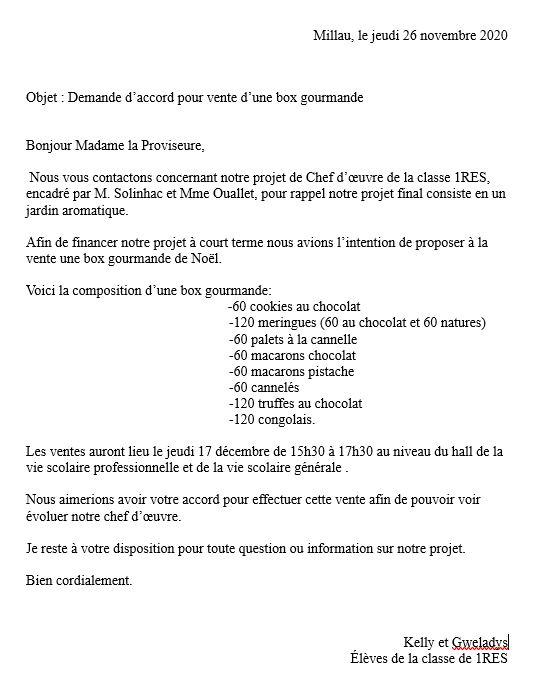 Millau, le jeudi 26 novembre 2020
Objet : Demande d’accord pour vente d’une box gourmande
Bonjour Madame la Proviseure,
Nous vous contactons concernant notre projet de Chef d’œuvre de la classe 1RES,
encadré par M. Solinhac et Mme Ouallet, pour rappel notre projet final consiste en un
jardin aromatique.
Afin de financer notre projet à court terme nous avions l’intention de proposer à la
vente une box gourmande de Noël.
Voici la composition d’une box gourmande:
-60 cookies au chocolat
-120 meringues (60 au chocolat et 60 natures)
-60 palets à la cannelle
-60 macarons chocolat
-60 macarons pistache
-60 cannelés
-120 truffes au chocolat
-120 congolais.
Les ventes auront lieu le jeudi 17 décembre de 15h30 à 17h30 au niveau du hall de la
vie scolaire professionnelle et de la vie scolaire générale .
Nous aimerions avoir votre accord pour effectuer cette vente afin de pouvoir voir
évoluer notre chef d’œuvre.
Je reste à votre disposition pour toute question ou information sur notre projet.
Bien cordialement.
Kelly et Gweladys
Élèves de la classe de 1RES